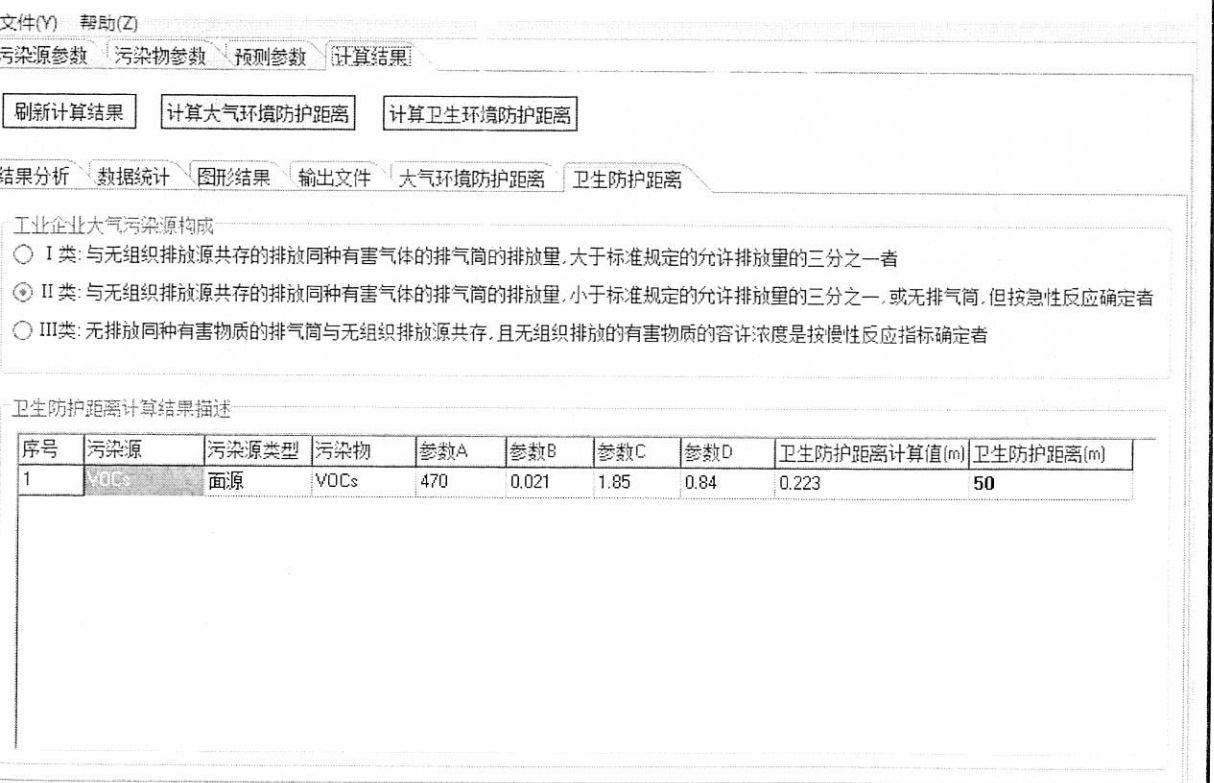 文件(Y) 帮助(Z)
污染源参数 污染物参数 预测参数 计算结果
刷新计算结果 计算大气环境防护距离 计算卫生环境防护距离
结果分析 数据统计 图形结果 输出文件 大气环境防护距离 卫生防护距离
工业企业大气污染源构成
I 类:与无组织排放源共存的排放同种有害气体的排气筒的排放量,大于标准规定的允许排放量的三分之一者
II 类:与无组织排放源共存的排放同种有害气体的排气筒的排放量,小于标准规定的允许排放量的三分之一,或无排气筒,但按急性反应确定者
III类:无排放同种有害物质的排气筒与无组织排放源共存,且无组织排放的有害物质的容许浓度是按慢性反应指标确定者
卫生防护距离计算结果描述
序号 污染源 污染源类型 污染物 参数A 参数B 参数C 参数D 卫生防护距离计算值(m) 卫生防护距离(m)
1 VOCs 面源 VOCs 470 0.021 1.85 0.84 0.223 50